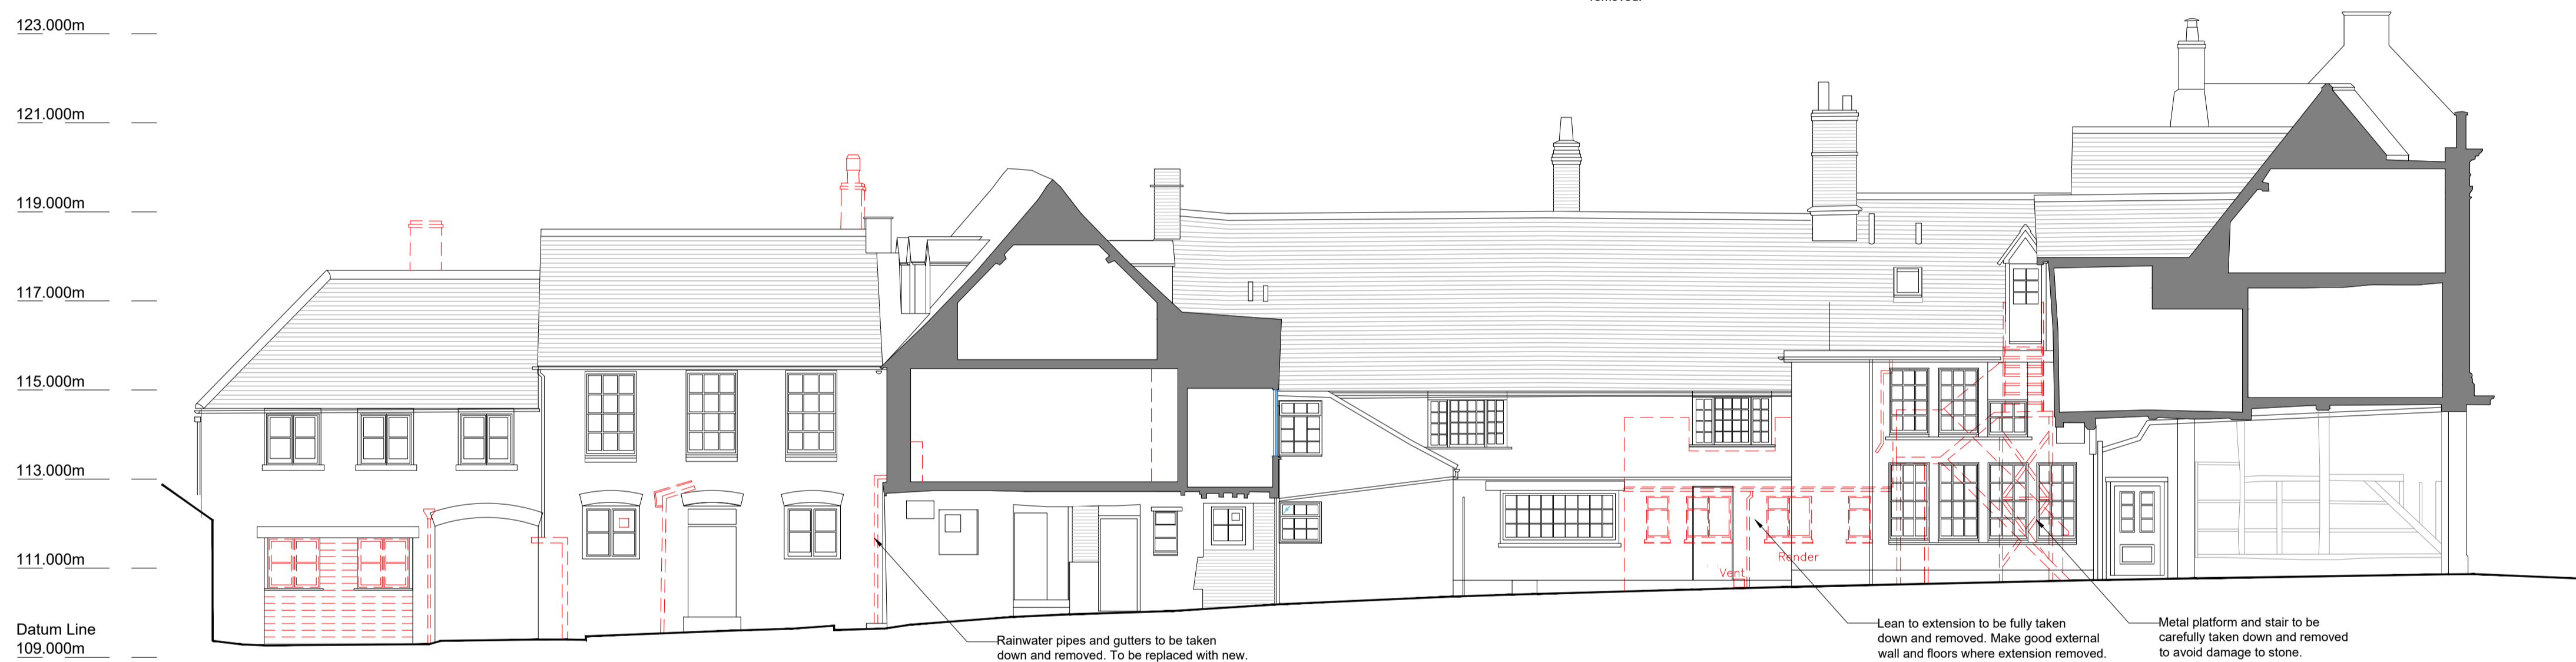 removed.
123.000m
121.000m
119.000m
117.000m
115.000m
113.000m
111.000m
Datum Line
109.000m
Render
Vent
Rainwater pipes and gutters to be taken
down and removed. To be replaced with new.
Lean to extension to be fully taken
down and removed. Make good external
wall and floors where extension removed.
Metal platform and stair to be
carefully taken down and removed
to avoid damage to stone.